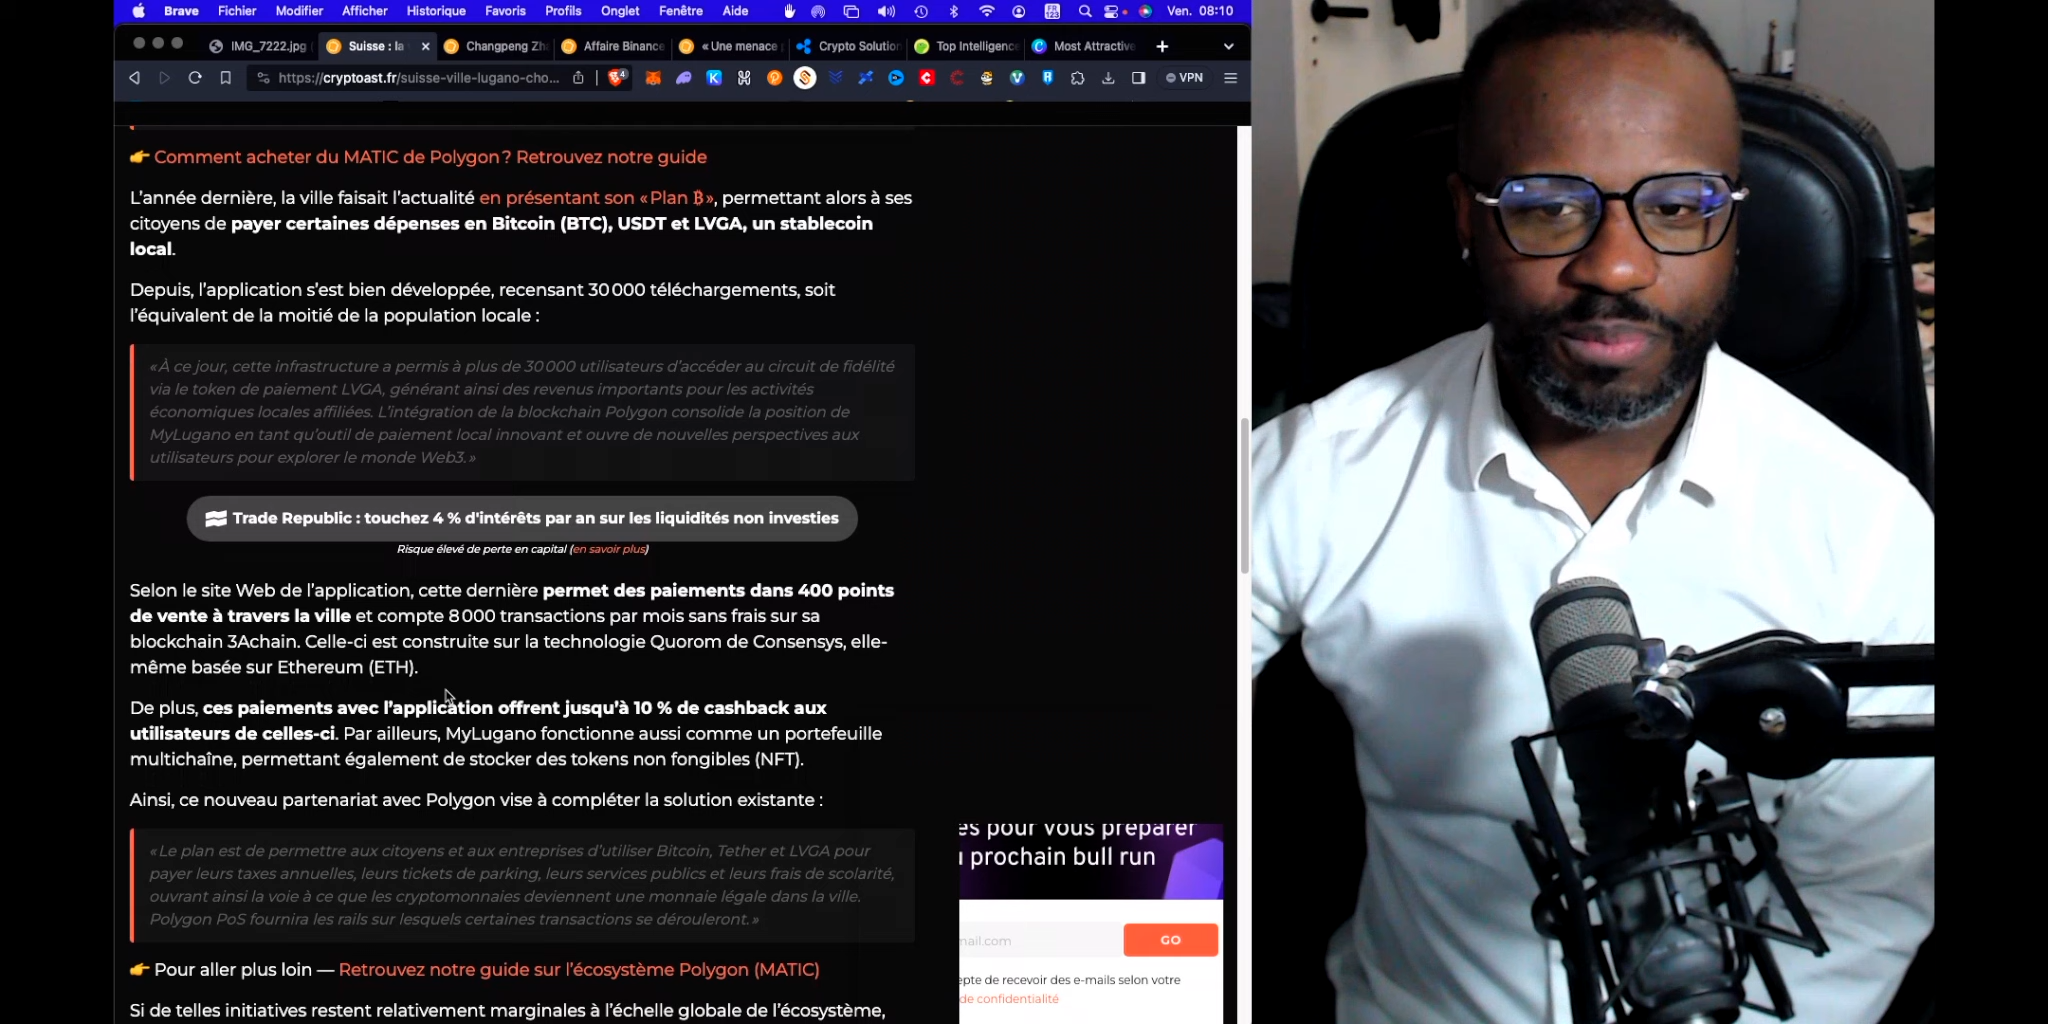 Brave Fichier Modifier Afficher Historique Favoris Profils Onglet Fenêtre Aide Ven. 08:10
IMG_7222.jpg Suisse : la Changpeng Zh Affaire Binance « Une menace Crypto Solution Top Intelligenc Most Attractive
https://cryptoast.fr/suisse-ville-lugano-cho... VPN
Comment acheter du MATIC de Polygon ? Retrouvez notre guide
L’année dernière, la ville faisait l’actualité en présentant son « Plan ₿ », permettant alors à ses
citoyens de payer certaines dépenses en Bitcoin (BTC), USDT et LVGA, un stablecoin
local.
Depuis, l’application s’est bien développée, recensant 30 000 téléchargements, soit
l’équivalent de la moitié de la population locale :
« À ce jour, cette infrastructure a permis à plus de 30 000 utilisateurs d’accéder au circuit de fidélité
via le token de paiement LVGA, générant ainsi des revenus importants pour les activités
économiques locales affiliées. L’intégration de la blockchain Polygon consolide la position de
MyLugano en tant qu’outil de paiement local innovant et ouvre de nouvelles perspectives aux
utilisateurs pour explorer le monde Web3. »
Trade Republic : touchez 4 % d'intérêts par an sur les liquidités non investies
Risque élevé de perte en capital (en savoir plus)
Selon le site Web de l’application, cette dernière permet des paiements dans 400 points
de vente à travers la ville et compte 8 000 transactions par mois sans frais sur sa
blockchain 3Achain. Celle-ci est construite sur la technologie Quorom de Consensys, elle-
même basée sur Ethereum (ETH).
De plus, ces paiements avec l’application offrent jusqu’à 10 % de cashback aux
utilisateurs de celles-ci. Par ailleurs, MyLugano fonctionne aussi comme un portefeuille
multichaîne, permettant également de stocker des tokens non fongibles (NFT).
Ainsi, ce nouveau partenariat avec Polygon vise à compléter la solution existante :
« Le plan est de permettre aux citoyens et aux entreprises d’utiliser Bitcoin, Tether et LVGA pour
payer leurs taxes annuelles, leurs tickets de parking, leurs services publics et leurs frais de scolarité,
ouvrant ainsi la voie à ce que les cryptomonnaies deviennent une monnaie légale dans la ville.
Polygon PoS fournira les rails sur lesquels certaines transactions se dérouleront. »
Pour aller plus loin — Retrouvez notre guide sur l’écosystème Polygon (MATIC)
Si de telles initiatives restent relativement marginales à l’échelle globale de l’écosystème,
es pour vous préparer
u prochain bull run
mail.com GO
epte de recevoir des e-mails selon votre
de confidentialité